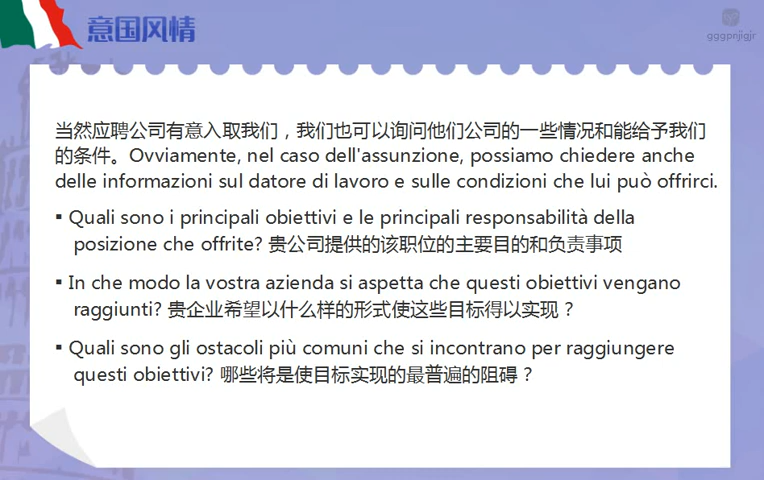 意国风情
gggpnjigjr
当然应聘公司有意入取我们，我们也可以询问他们公司的一些情况和能给予我们
的条件。Ovviamente, nel caso dell'assunzione, possiamo chiedere anche
delle informazioni sul datore di lavoro e sulle condizioni che lui può offrirci.
▪ Quali sono i principali obiettivi e le principali responsabilità della
posizione che offrite? 贵公司提供的该职位的主要目的和负责事项
▪ In che modo la vostra azienda si aspetta che questi obiettivi vengano
raggiunti? 贵企业希望以什么样的形式使这些目标得以实现？
▪ Quali sono gli ostacoli più comuni che si incontrano per raggiungere
questi obiettivi? 哪些将是使目标实现的最普遍的阻碍？